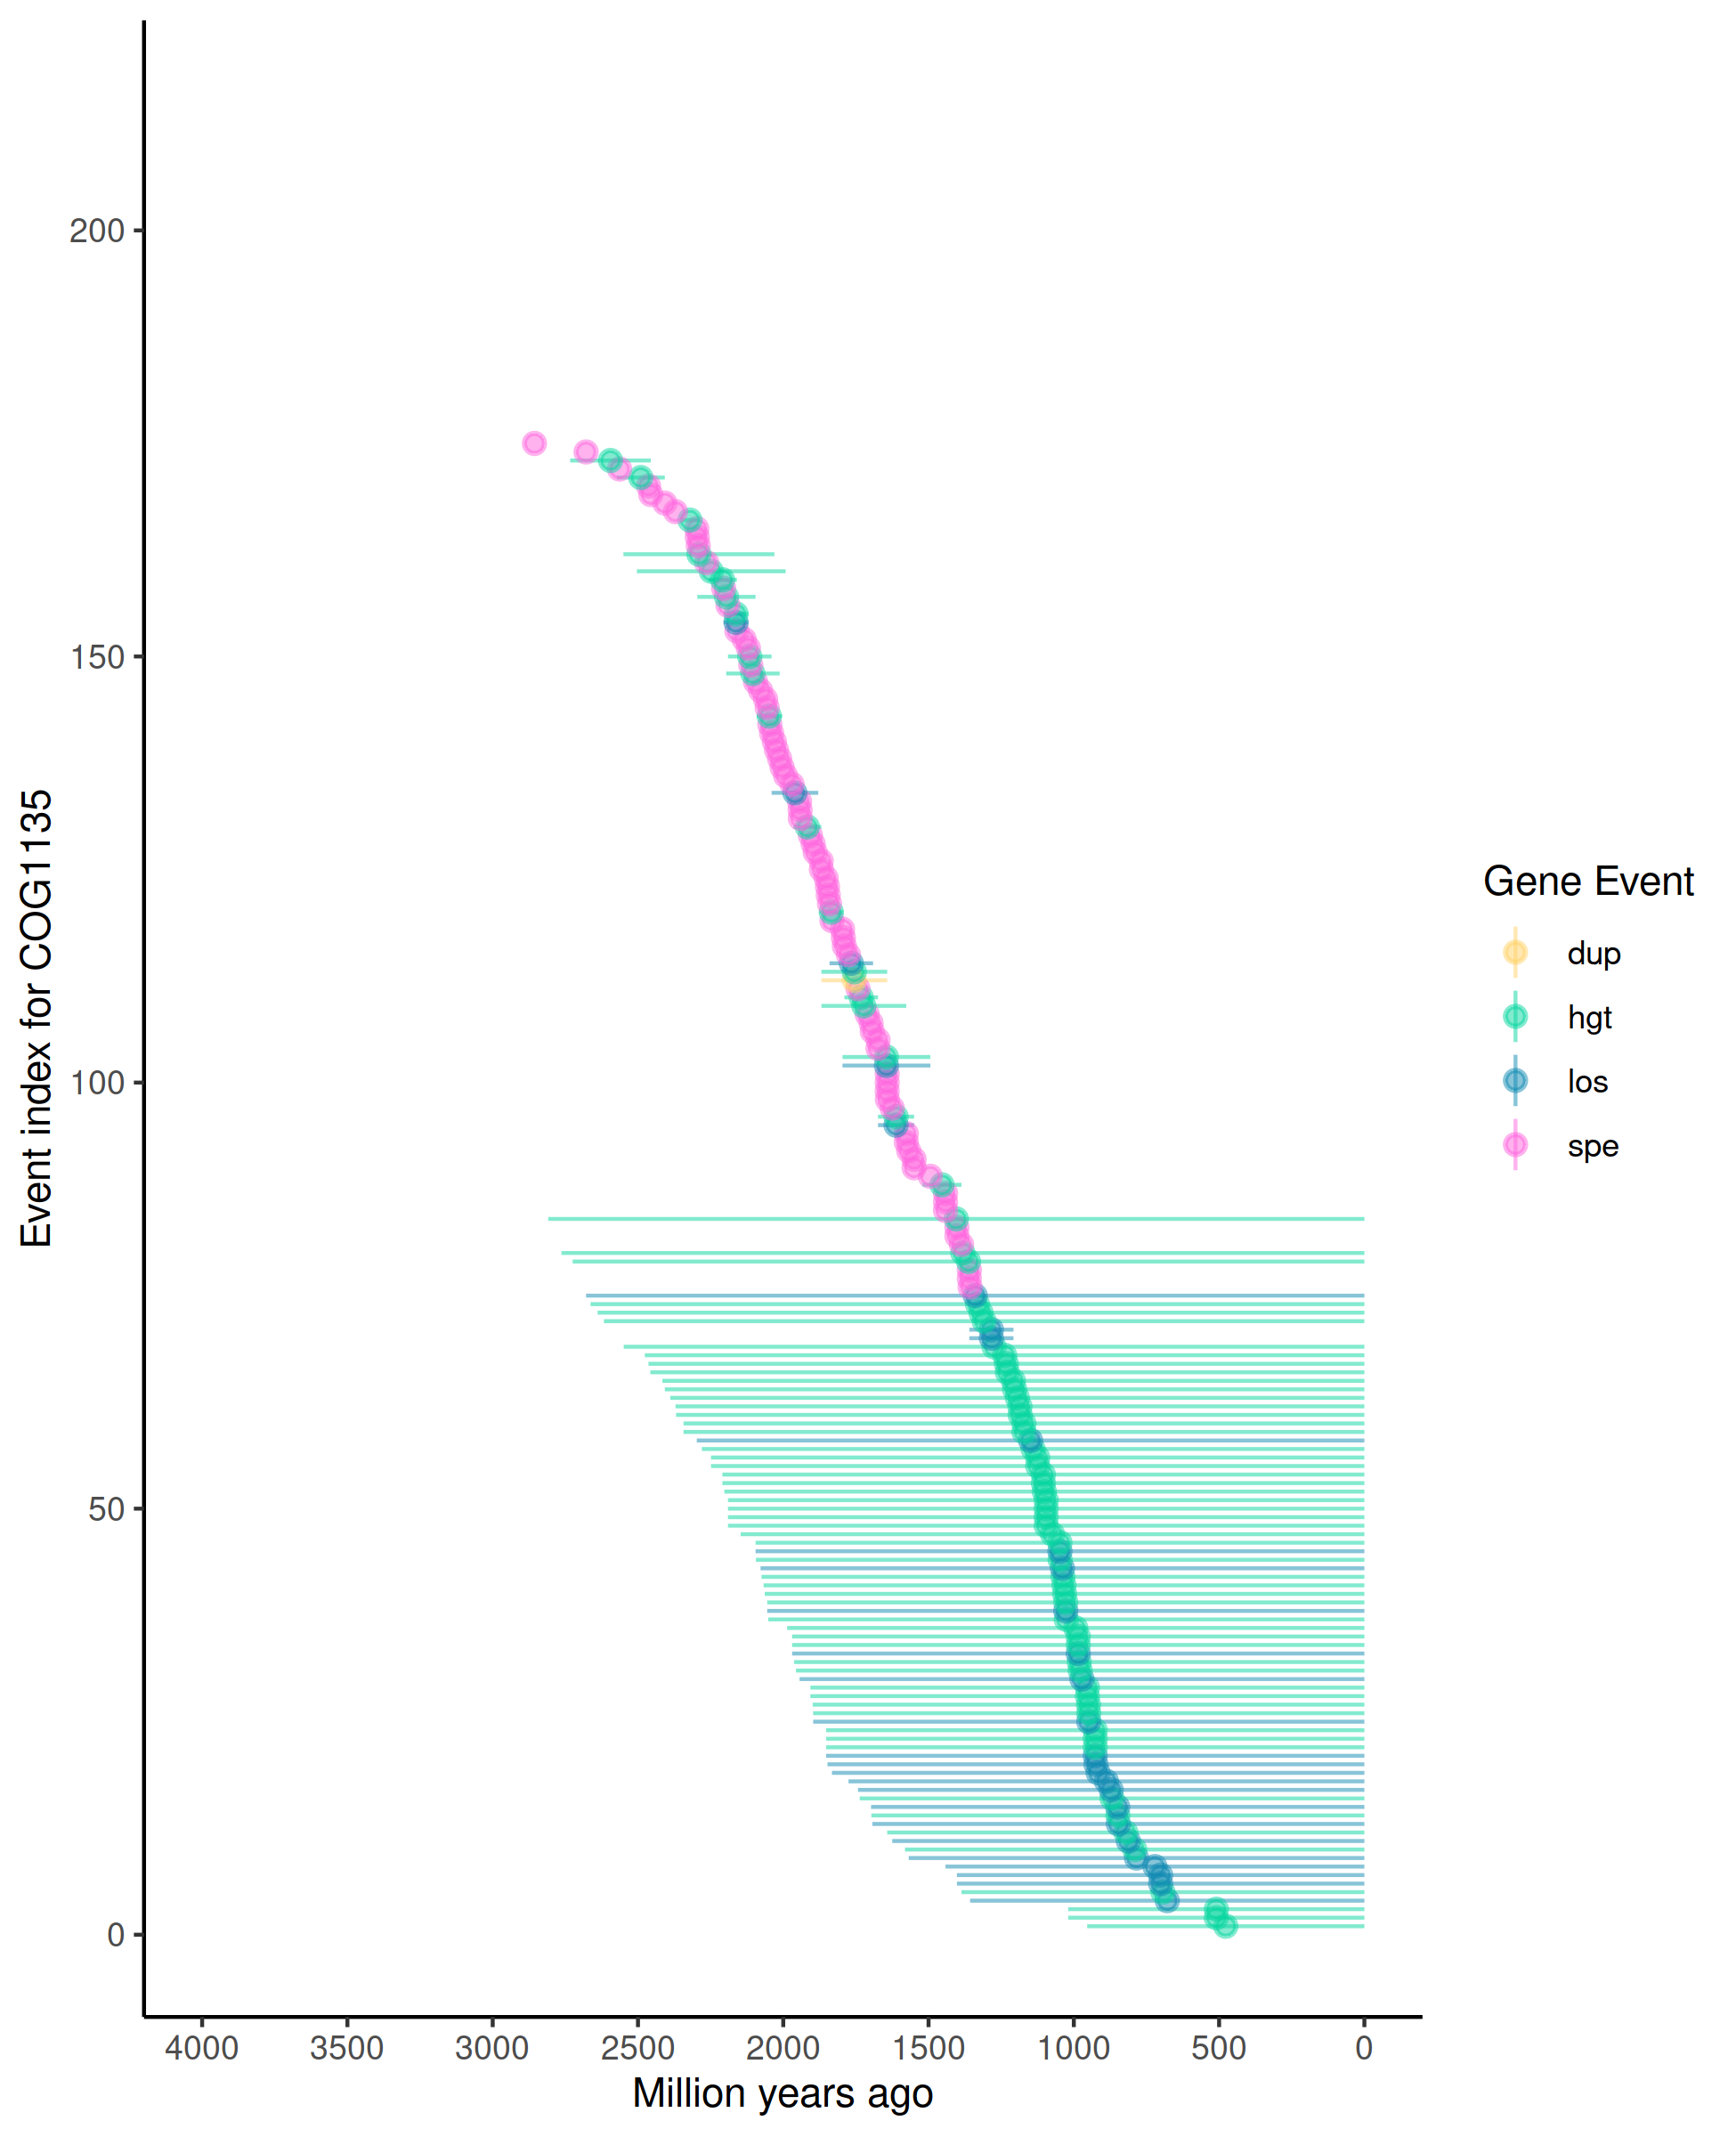 Event index for COG1135
200
150
100
50
0
4000 3500 3000 2500 2000 1500 1000 500 0
Million years ago
Gene Event
dup
hgt
los
spe